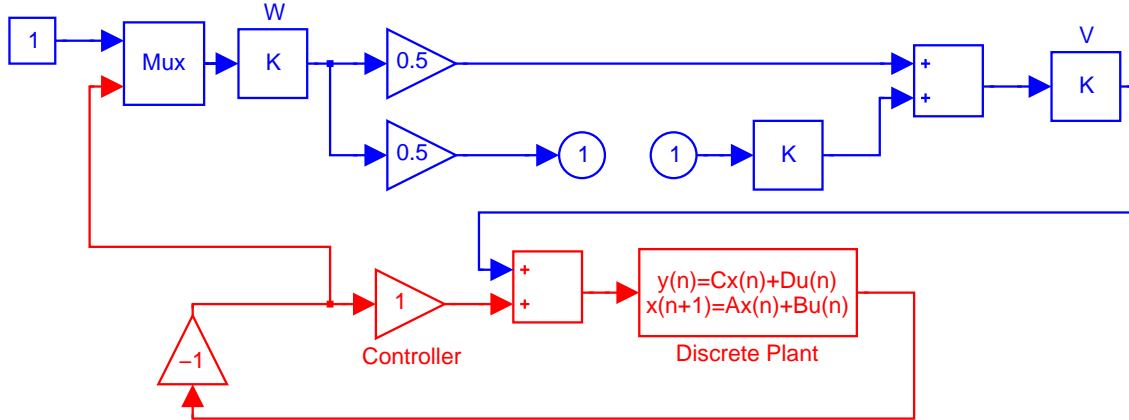 W
V
1
Mux
K
0.5
+
+
K
0.5
1
1
K
+
+
y(n)=Cx(n)+Du(n)
x(n+1)=Ax(n)+Bu(n)
1
Controller
Discrete Plant
–1